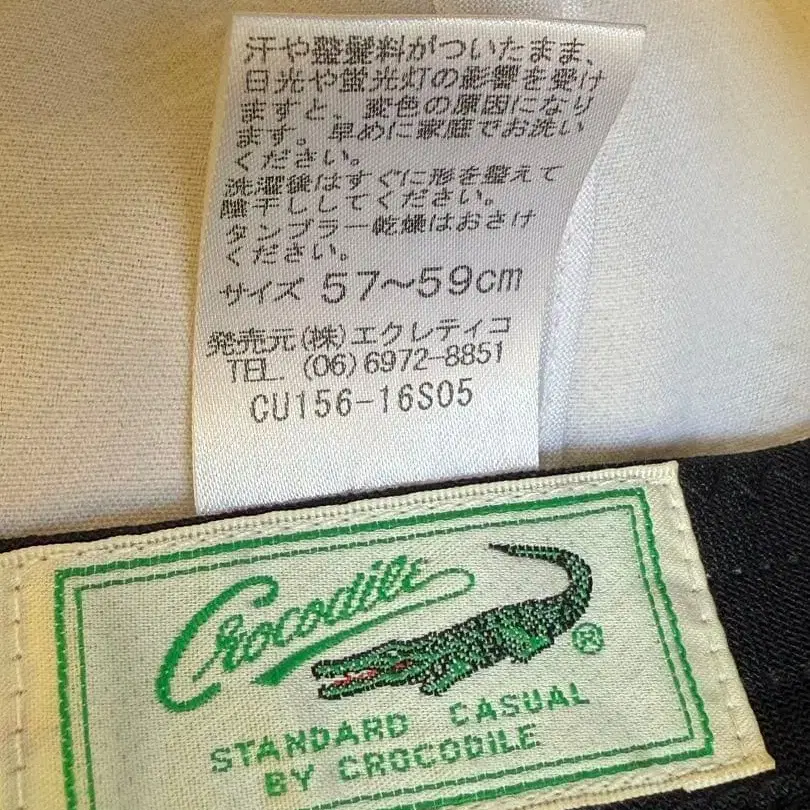 汗や整髪料がついたまま、
日光や蛍光灯の影響を受け
ますと、変色の原因になり
ます。早めに家庭でお洗い
ください。
洗濯後はすぐに形を整えて
陰干ししてください。
タンブラー乾燥はおさけ
ください。
サイズ 57～59cm
発売元(株)エクレティコ
TEL. (06)6972-8851
CU156-16S05
Crocodile
®
STANDARD CASUAL
BY CROCODILE